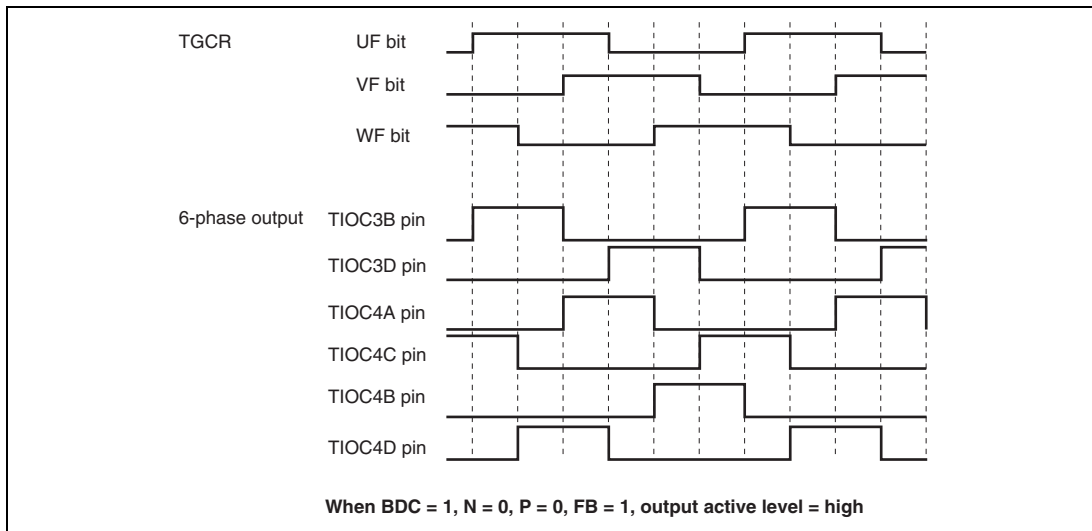 TGCR UF bit
VF bit
WF bit
6-phase output TIOC3B pin
TIOC3D pin
TIOC4A pin
TIOC4C pin
TIOC4B pin
TIOC4D pin
When BDC = 1, N = 0, P = 0, FB = 1, output active level = high